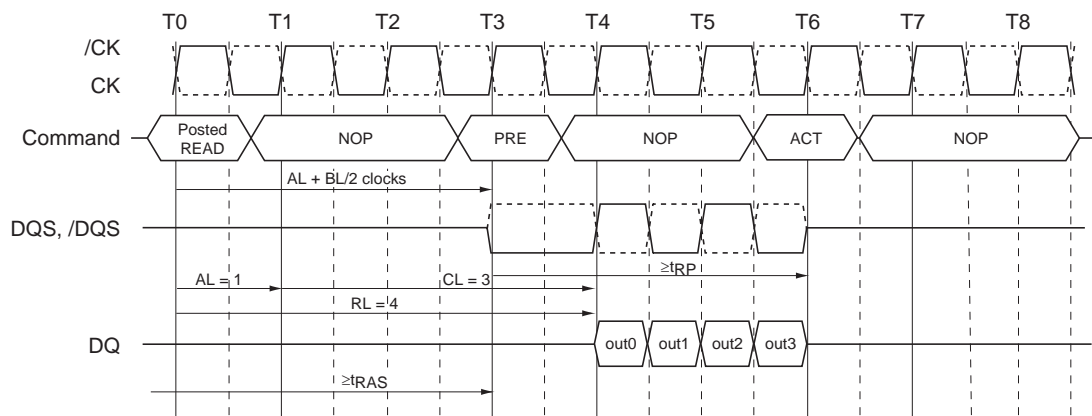 T0 T1 T2 T3 T4 T5 T6 T7 T8
/CK
CK
Command Posted READ NOP PRE NOP ACT NOP
AL + BL/2 clocks
DQS, /DQS
≥tRP
AL = 1 CL = 3
RL = 4
DQ out0 out1 out2 out3
≥tRAS